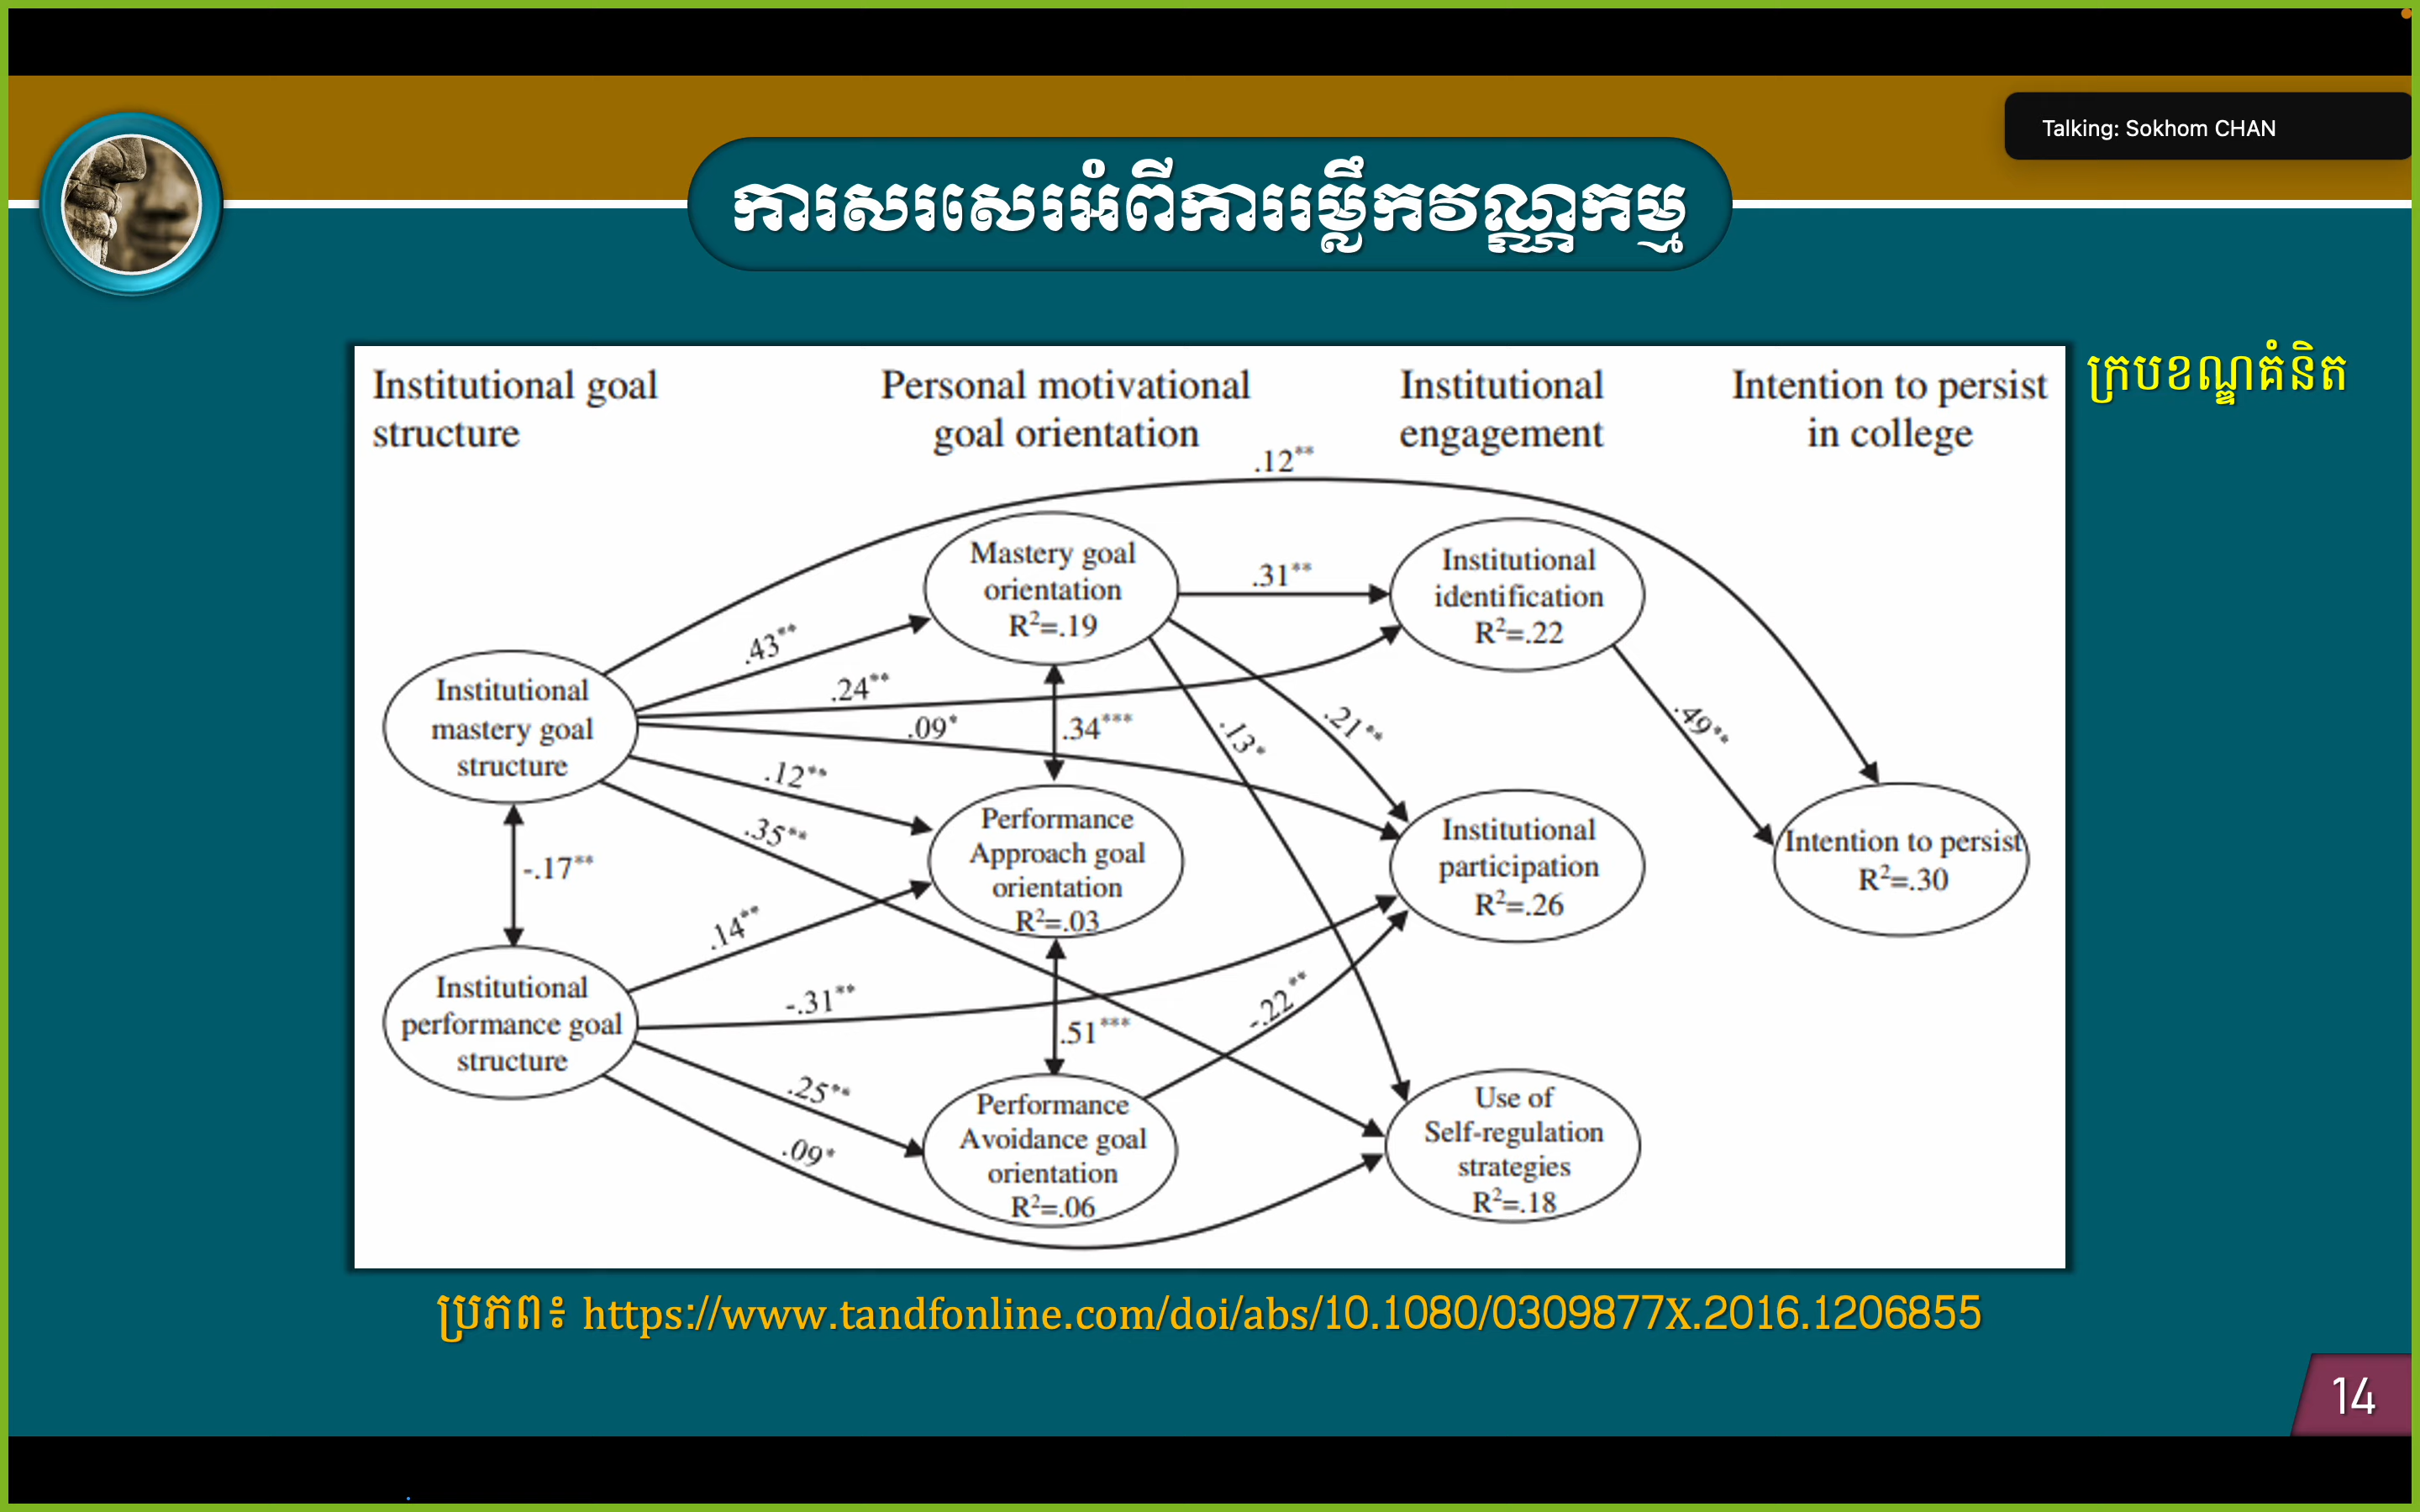 Talking: Sokhom CHAN
ការសរសេរអំពីការរម្លឹកវណ្ណកម្ម
ក្របខណ្ឌគំនិត
Institutional goal
structure
Personal motivational
goal orientation
Institutional
engagement
Intention to persist
in college
.12**
Mastery goal
orientation
R²=.19
.31**
Institutional
identification
R²=.22
.43**
.24**
.09*
.34***
.13*
.21**
.49**
Institutional
mastery goal
structure
.12**
.35**
-.17**
Performance
Approach goal
orientation
R²=.03
Institutional
participation
R²=.26
Intention to persist
R²=.30
.14**
-.31**
.51***
-.22**
Institutional
performance goal
structure
.25**
.09*
Performance
Avoidance goal
orientation
R²=.06
Use of
Self-regulation
strategies
R²=.18
ប្រភព៖ https://www.tandfonline.com/doi/abs/10.1080/0309877X.2016.1206855
14